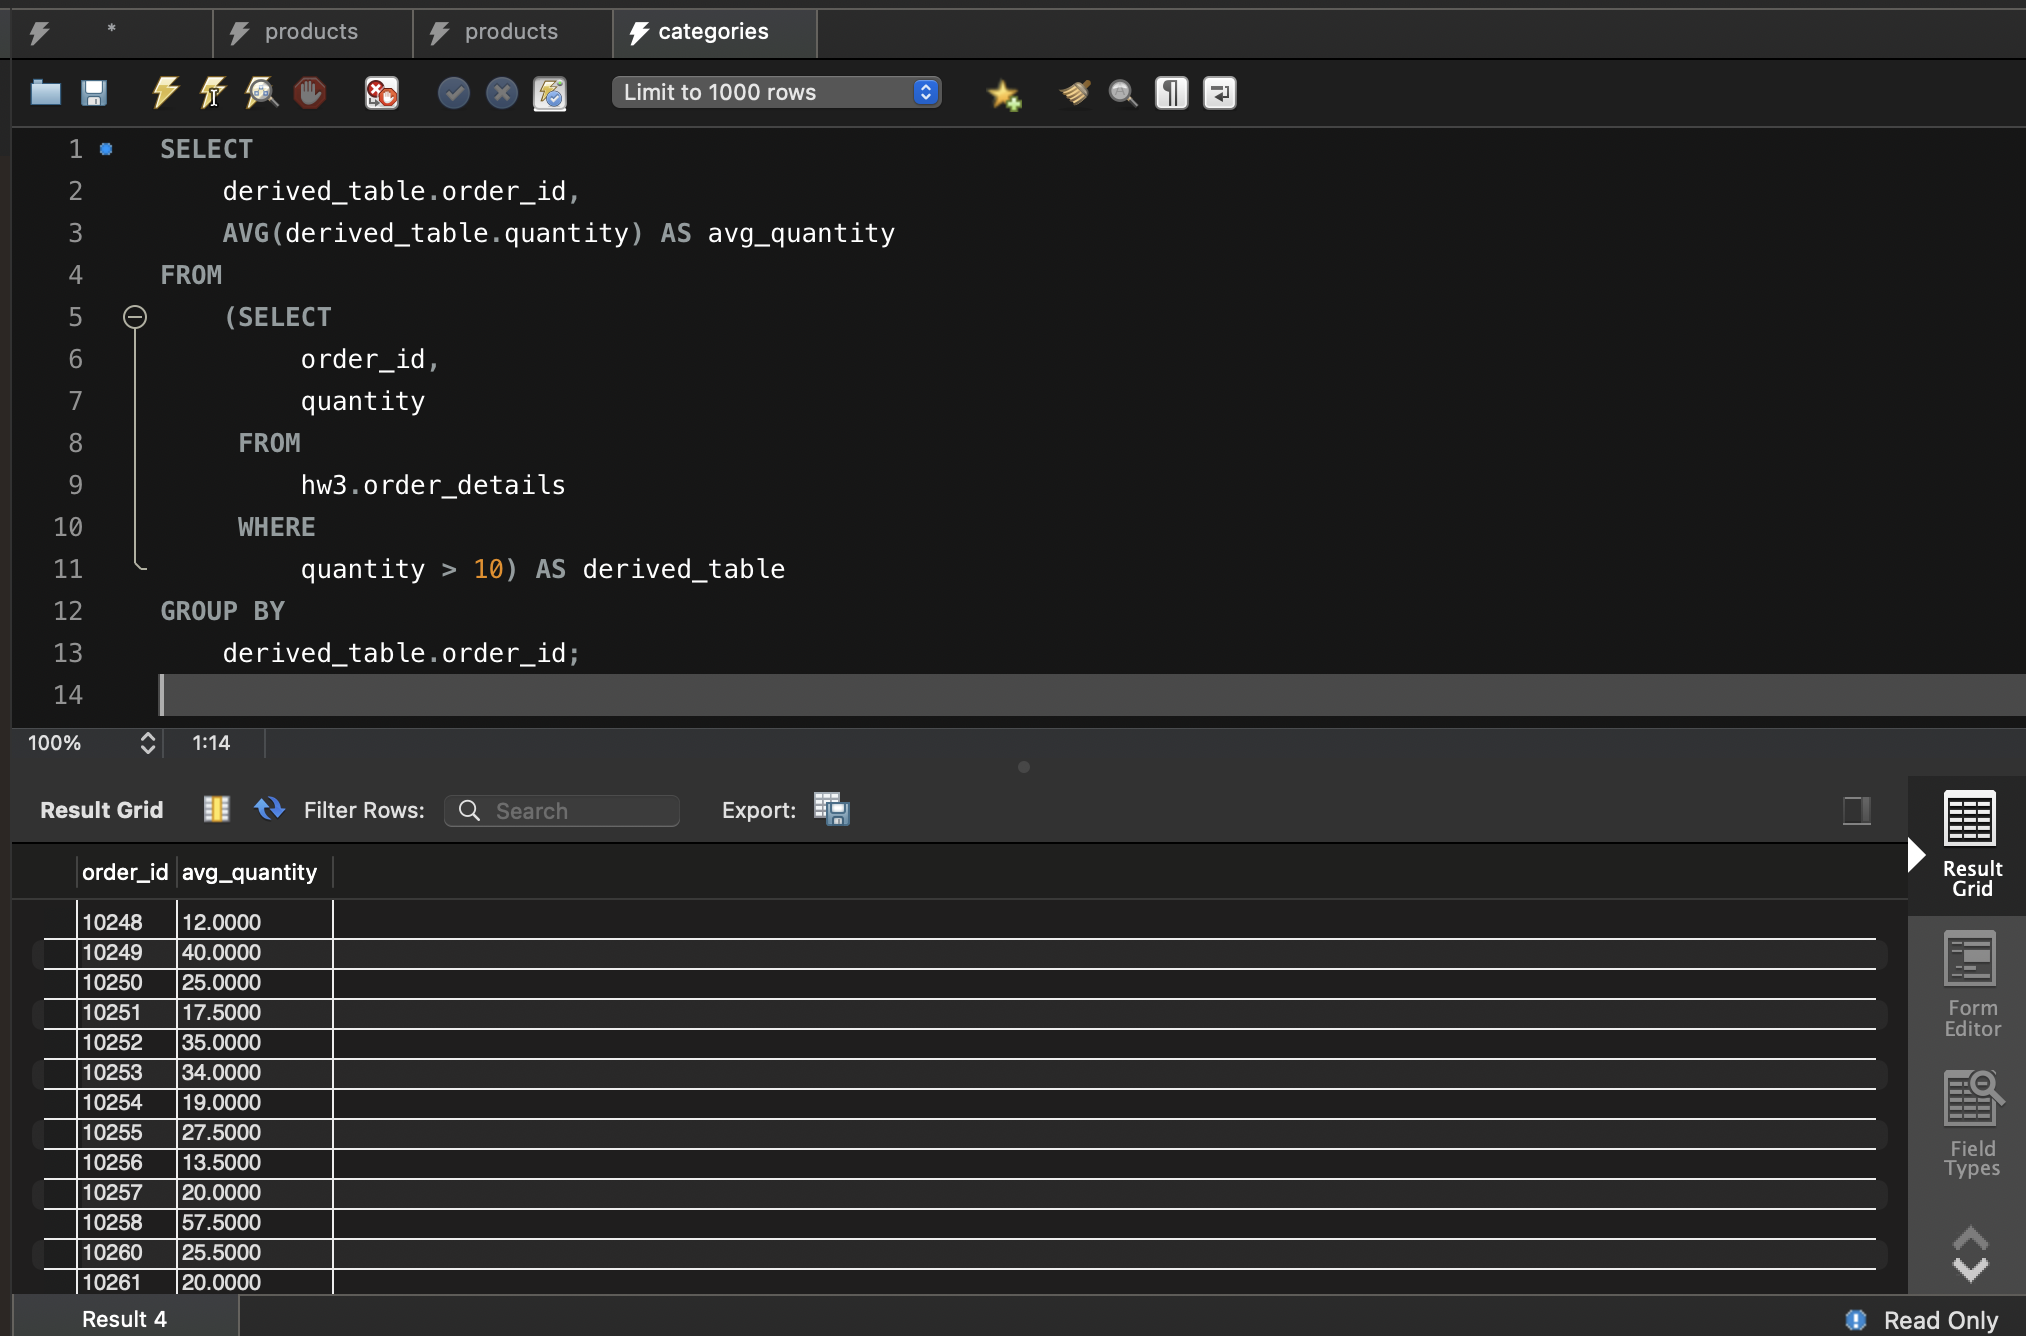 * products products categories
Limit to 1000 rows
1 SELECT
2 derived_table.order_id,
3 AVG(derived_table.quantity) AS avg_quantity
4 FROM
5 (SELECT
6 order_id,
7 quantity
8 FROM
9 hw3.order_details
10 WHERE
11 quantity > 10) AS derived_table
12 GROUP BY
13 derived_table.order_id;
14
100% 1:14
Result Grid Filter Rows: Search Export:
order_id avg_quantity
10248 12.0000
10249 40.0000
10250 25.0000
10251 17.5000
10252 35.0000
10253 34.0000
10254 19.0000
10255 27.5000
10256 13.5000
10257 20.0000
10258 57.5000
10260 25.5000
10261 20.0000
Result
Grid
Form
Editor
Field
Types
Result 4 Read Only